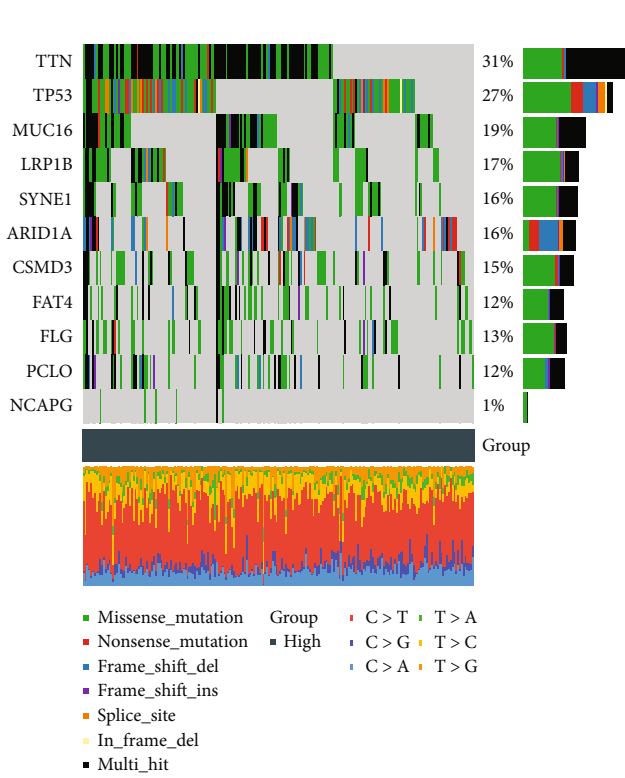 TTN 31%
TP53 27%
MUC16 19%
LRP1B 17%
SYNE1 16%
ARID1A 16%
CSMD3 15%
FAT4 12%
FLG 13%
PCLO 12%
NCAPG 1%
Group
Missense_mutation Group C > T T > A
Nonsense_mutation High C > G T > C
Frame_shift_del C > A T > G
Frame_shift_ins
Splice_site
In_frame_del
Multi_hit